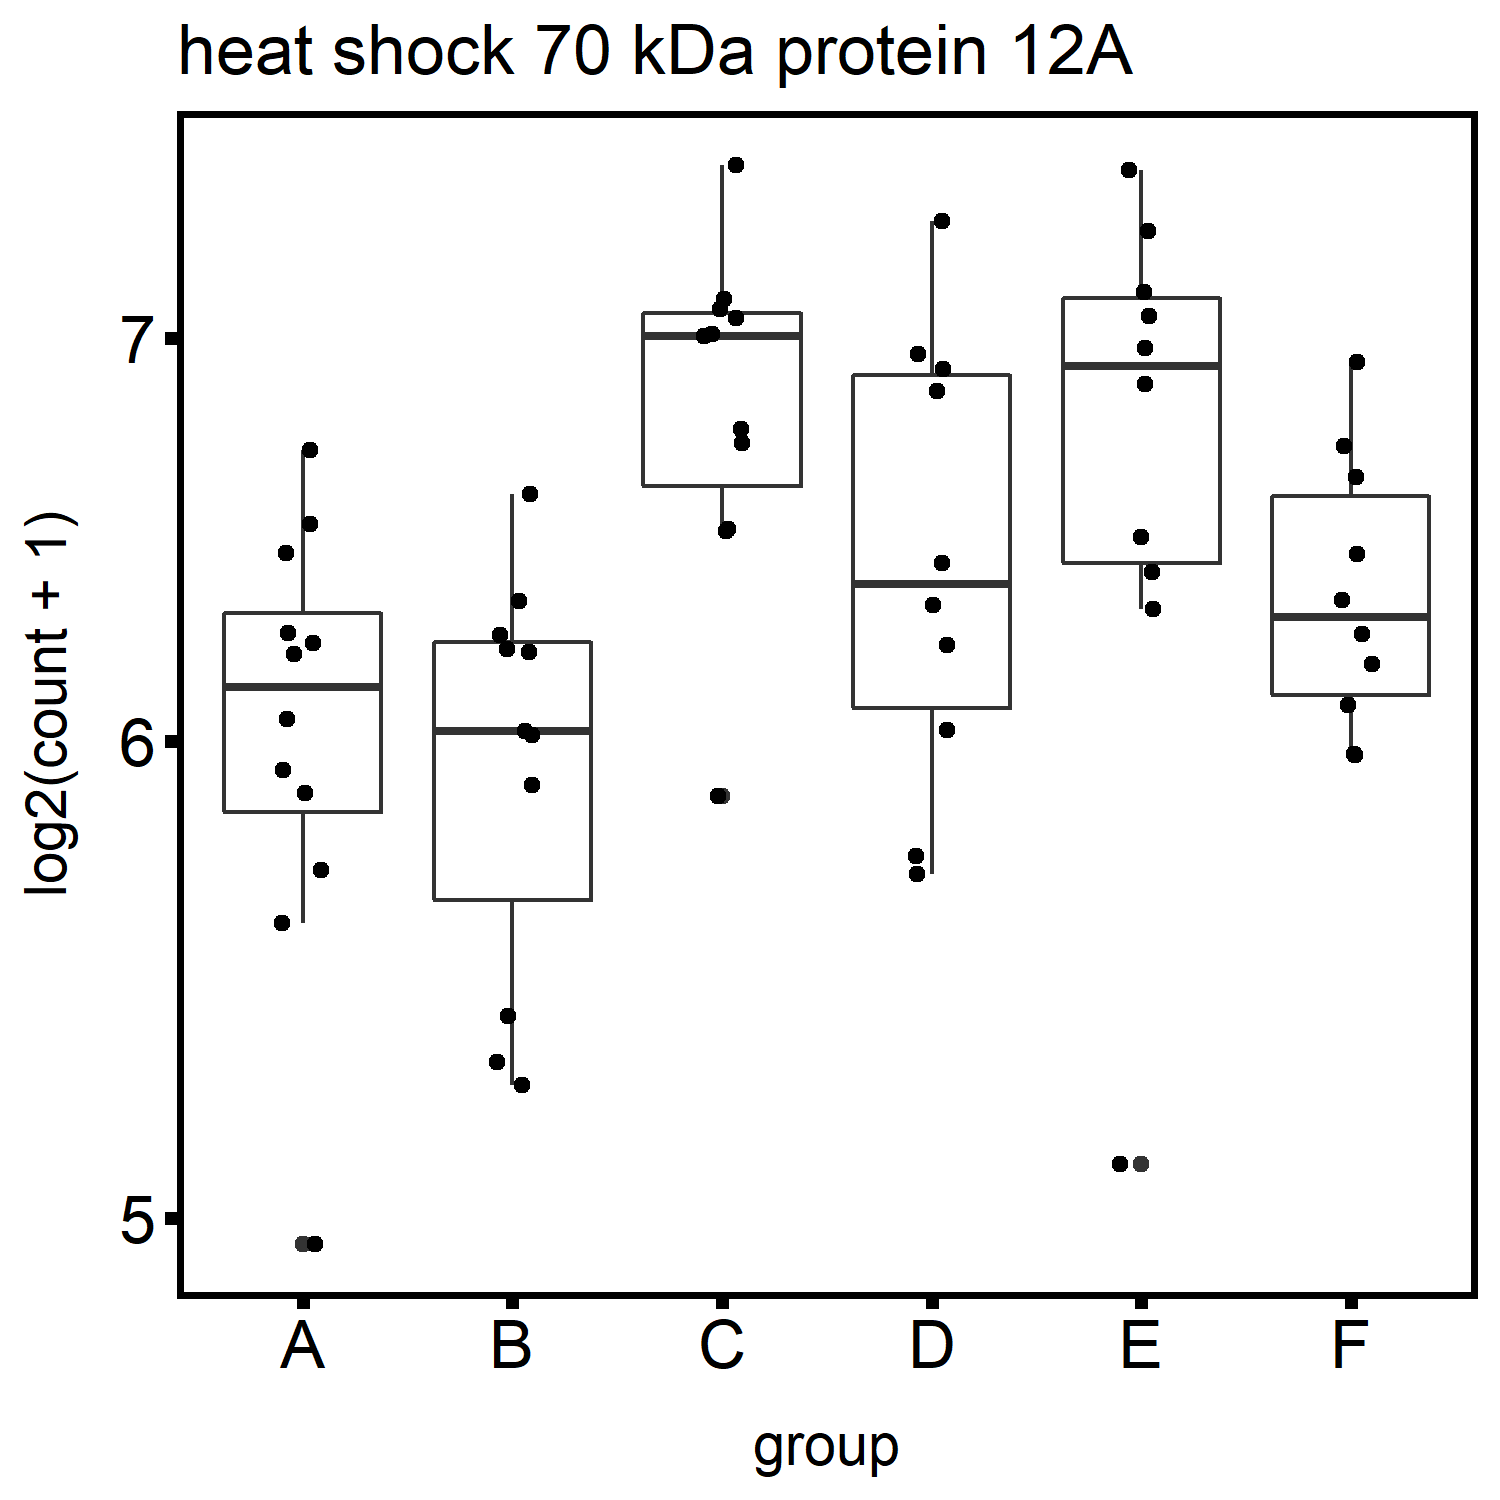 heat shock 70 kDa protein 12A
log2(count + 1)
7
6
5
A B C D E F
group